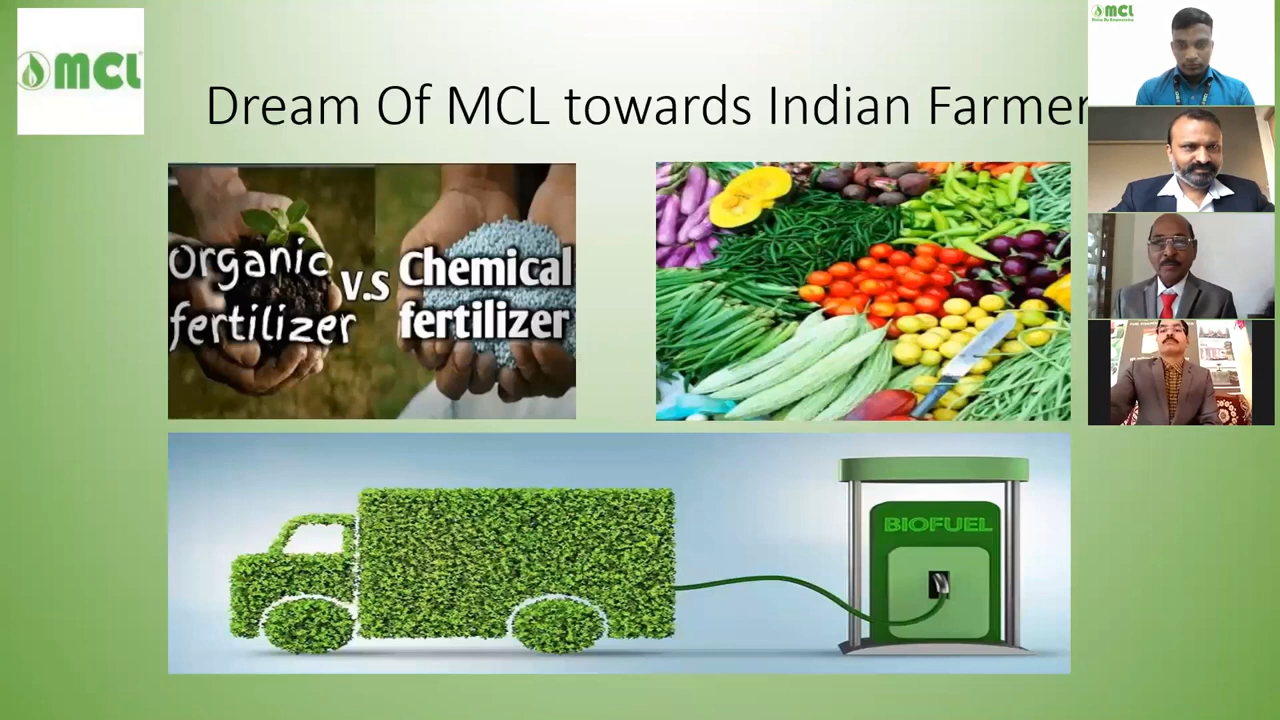 MCL
Dream Of MCL towards Indian Farmer
MCL
Organic
fertilizer
v.s
Chemical
fertilizer
BIOFUEL